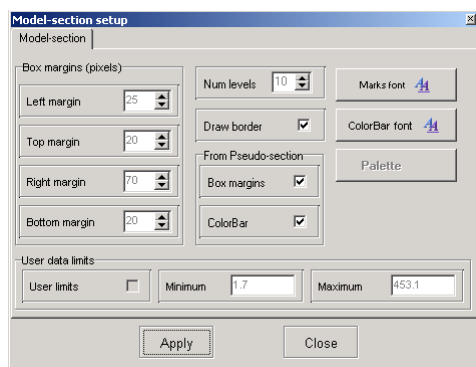 Model-section setup
Model-section
Box margins (pixels)
Left margin 25
Top margin 20
Right margin 70
Bottom margin 20
Num levels 10
Draw border
From Pseudo-section
Box margins
ColorBar
Marks font
ColorBar font
Palette
User data limits
User limits
Minimum 1.7
Maximum 453.1
Apply
Close